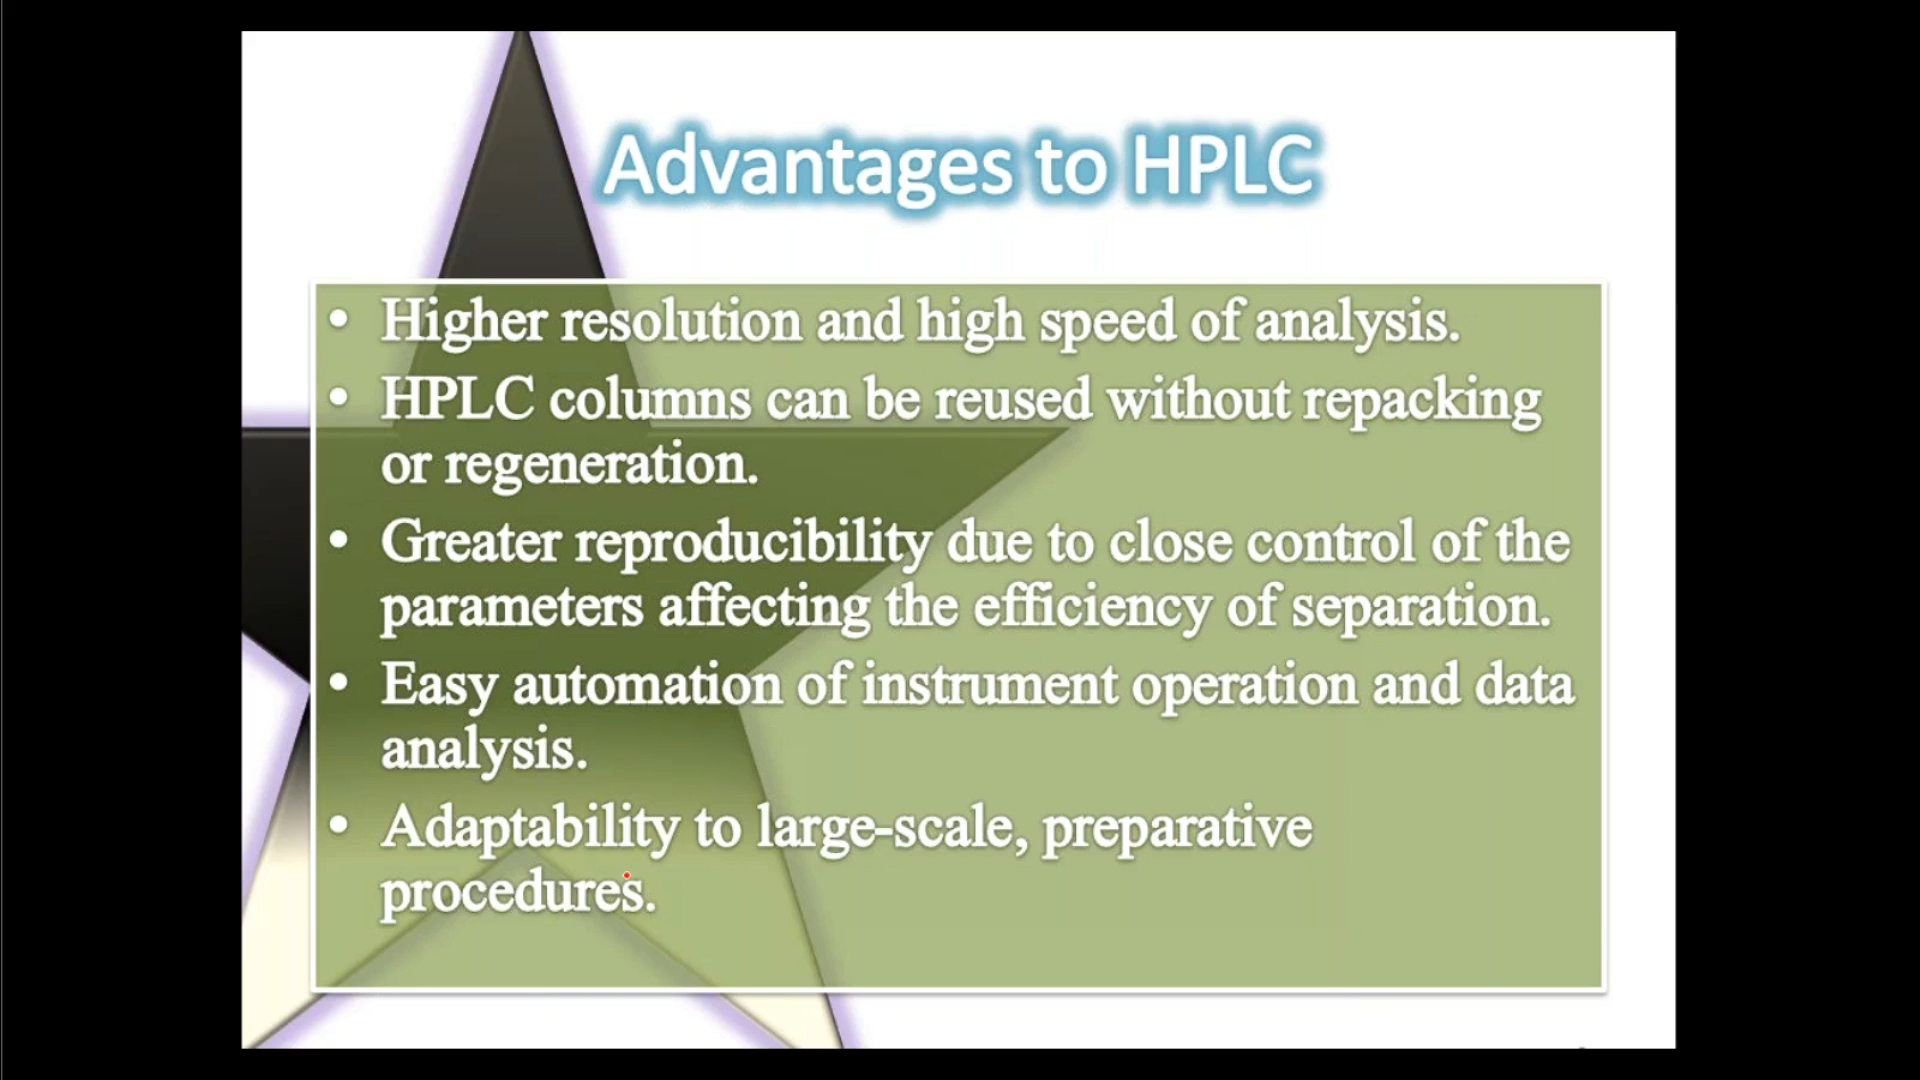 Advantages to HPLC
• Higher resolution and high speed of analysis.
• HPLC columns can be reused without repacking
or regeneration.
• Greater reproducibility due to close control of the
parameters affecting the efficiency of separation.
• Easy automation of instrument operation and data
analysis.
• Adaptability to large-scale, preparative
procedures.